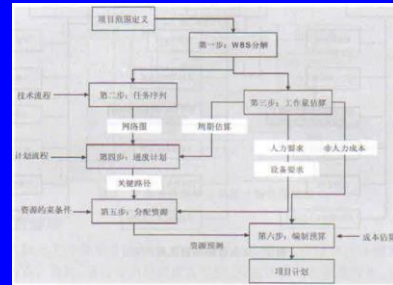 项目范围定义
第一步：WBS分解
技术流程
第二步：任务序列
第三步：工作量估算
网络图
周期估算
人力要求
非人力成本
计划流程
第四步：进度计划
设备要求
关键路径
资源约束条件
第五步：分配资源
第六步：编制预算
成本估算
资源预测
项目计划